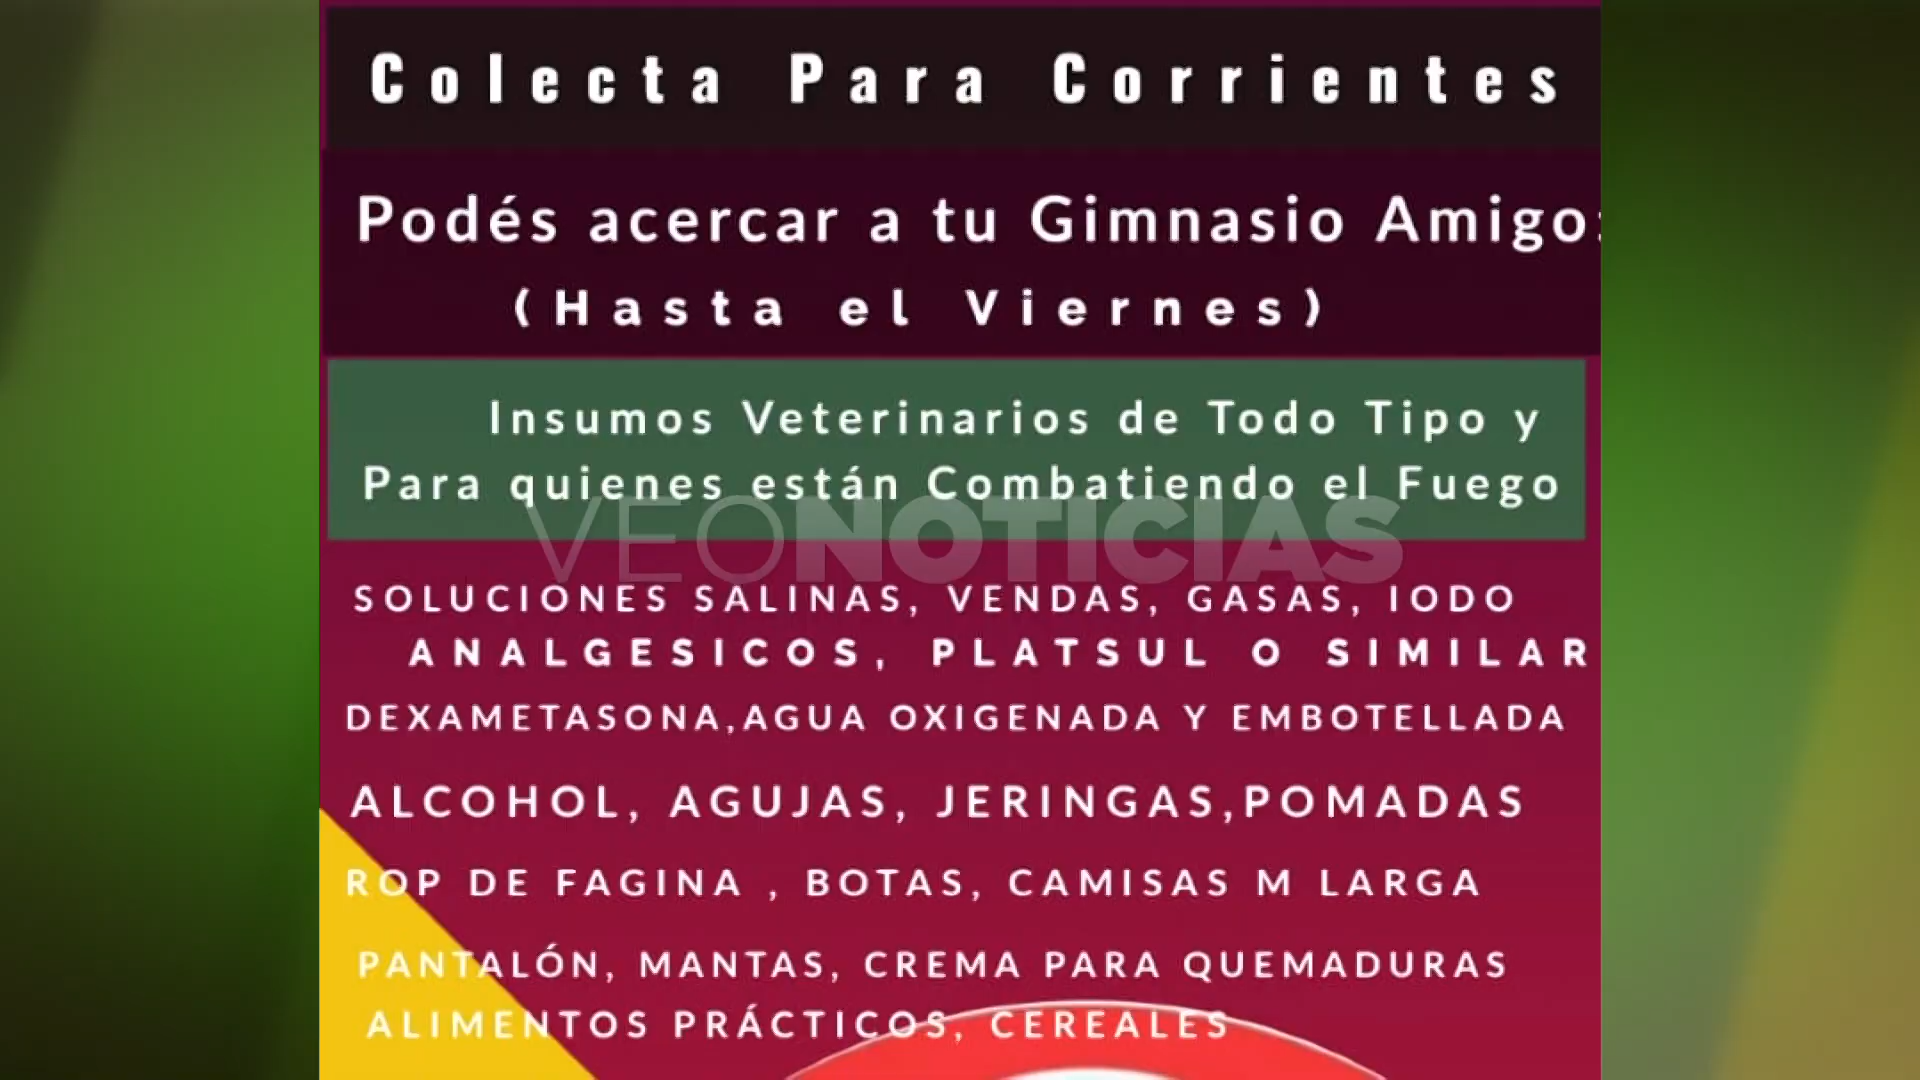 Colecta Para Corrientes
Podés acercar a tu Gimnasio Amigo:
(Hasta el Viernes)
Insumos Veterinarios de Todo Tipo y
Para quienes están Combatiendo el Fuego
VEONOTICIAS
SOLUCIONES SALINAS, VENDAS, GASAS, IODO
ANALGESICOS, PLATSUL O SIMILAR
DEXAMETASONA,AGUA OXIGENADA Y EMBOTELLADA
ALCOHOL, AGUJAS, JERINGAS,POMADAS
ROP DE FAGINA , BOTAS, CAMISAS M LARGA
PANTALÓN, MANTAS, CREMA PARA QUEMADURAS
ALIMENTOS PRÁCTICOS, CEREALES